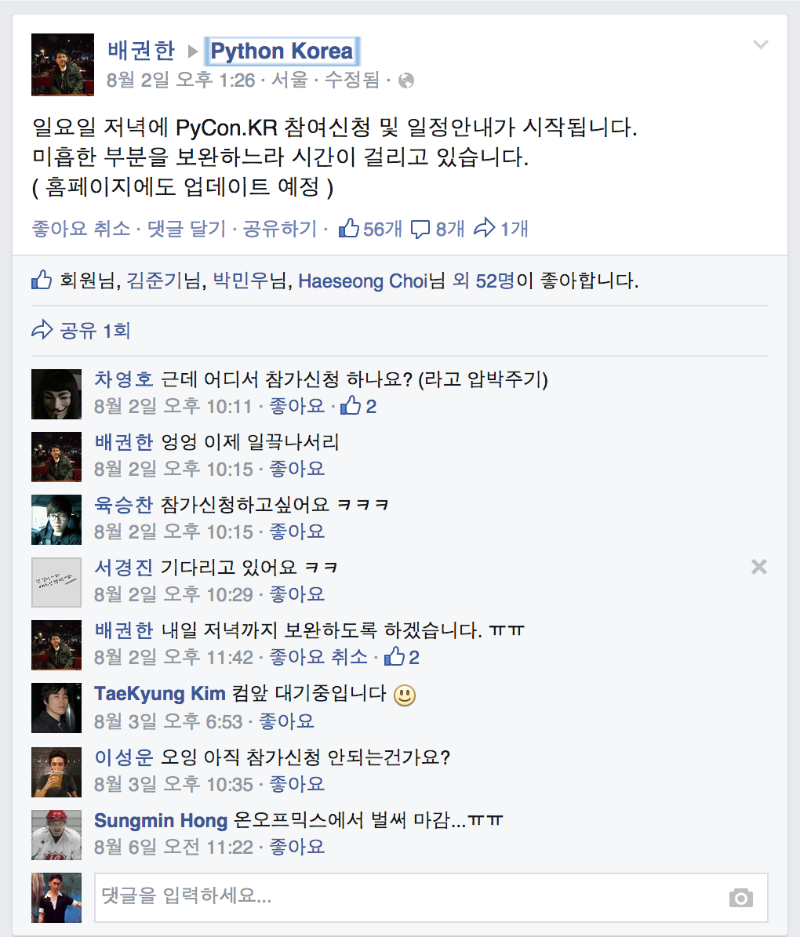 배권한 ▶ Python Korea
8월 2일 오후 1:26 · 서울 · 수정됨 ·
일요일 저녁에 PyCon.KR 참여신청 및 일정안내가 시작됩니다.
미흡한 부분을 보완하느라 시간이 걸리고 있습니다.
( 홈페이지에도 업데이트 예정 )
좋아요 취소 · 댓글 달기 · 공유하기 · 56개 8개 1개
회원님, 김준기님, 박민우님, Haeseong Choi님 외 52명이 좋아합니다.
공유 1회
차영호 근데 어디서 참가신청 하나요? (라고 압박주기)
8월 2일 오후 10:11 · 좋아요 · 2
배권한 엉엉 이제 일끝나서리
8월 2일 오후 10:15 · 좋아요
육승찬 참가신청하고싶어요 ㅋㅋㅋ
8월 2일 오후 10:15 · 좋아요
서경진 기다리고 있어요 ㅋㅋ
8월 2일 오후 10:29 · 좋아요
배권한 내일 저녁까지 보완하도록 하겠습니다. ㅠㅠ
8월 2일 오후 11:42 · 좋아요 취소 · 2
TaeKyung Kim 컴앞 대기중입니다
8월 3일 오후 6:53 · 좋아요
이성운 오잉 아직 참가신청 안되는건가요?
8월 3일 오후 10:35 · 좋아요
Sungmin Hong 온오프믹스에서 벌써 마감...ㅠㅠ
8월 6일 오전 11:22 · 좋아요
댓글을 입력하세요...